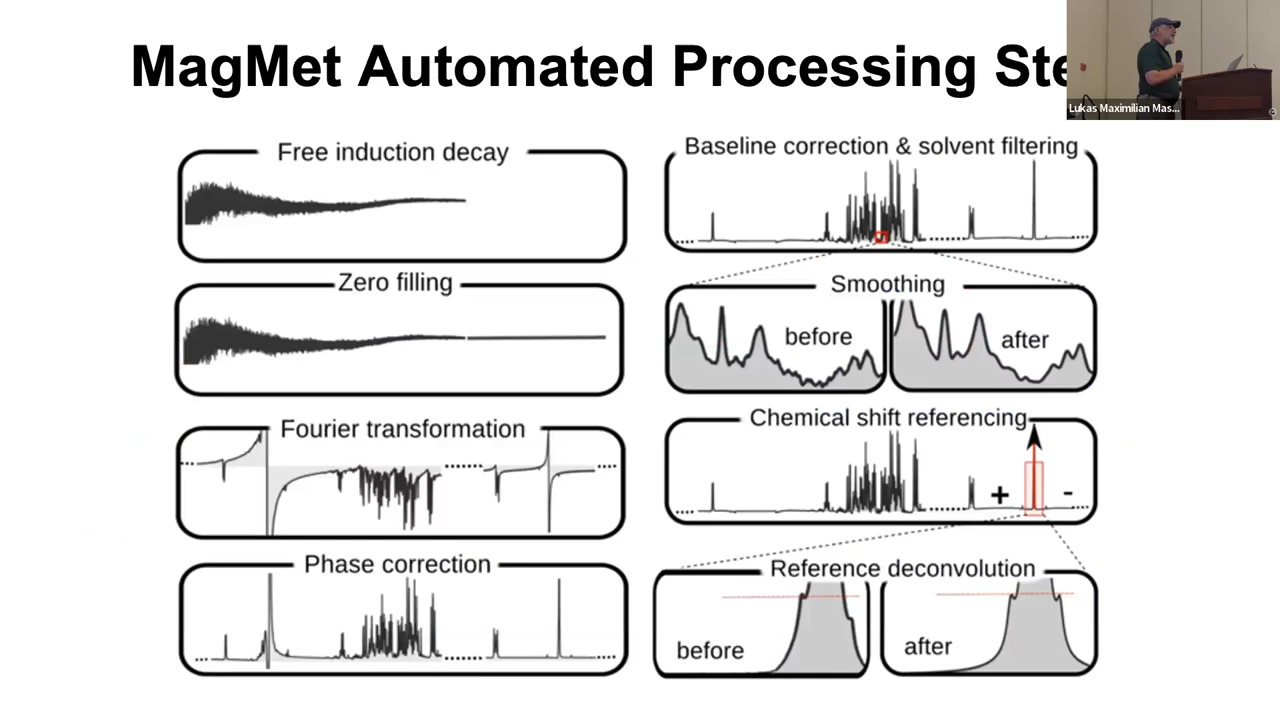 MagMet Automated Processing Ste
Lukas Maximilian Mas...
Free induction decay
Zero filling
Fourier transformation
Phase correction
Baseline correction & solvent filtering
Smoothing
before
after
Chemical shift referencing
+ -
Reference deconvolution
before
after